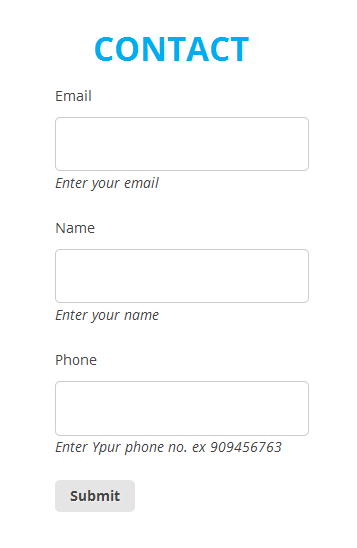 CONTACT
Email
Enter your email
Name
Enter your name
Phone
Enter Ypur phone no. ex 909456763
Submit